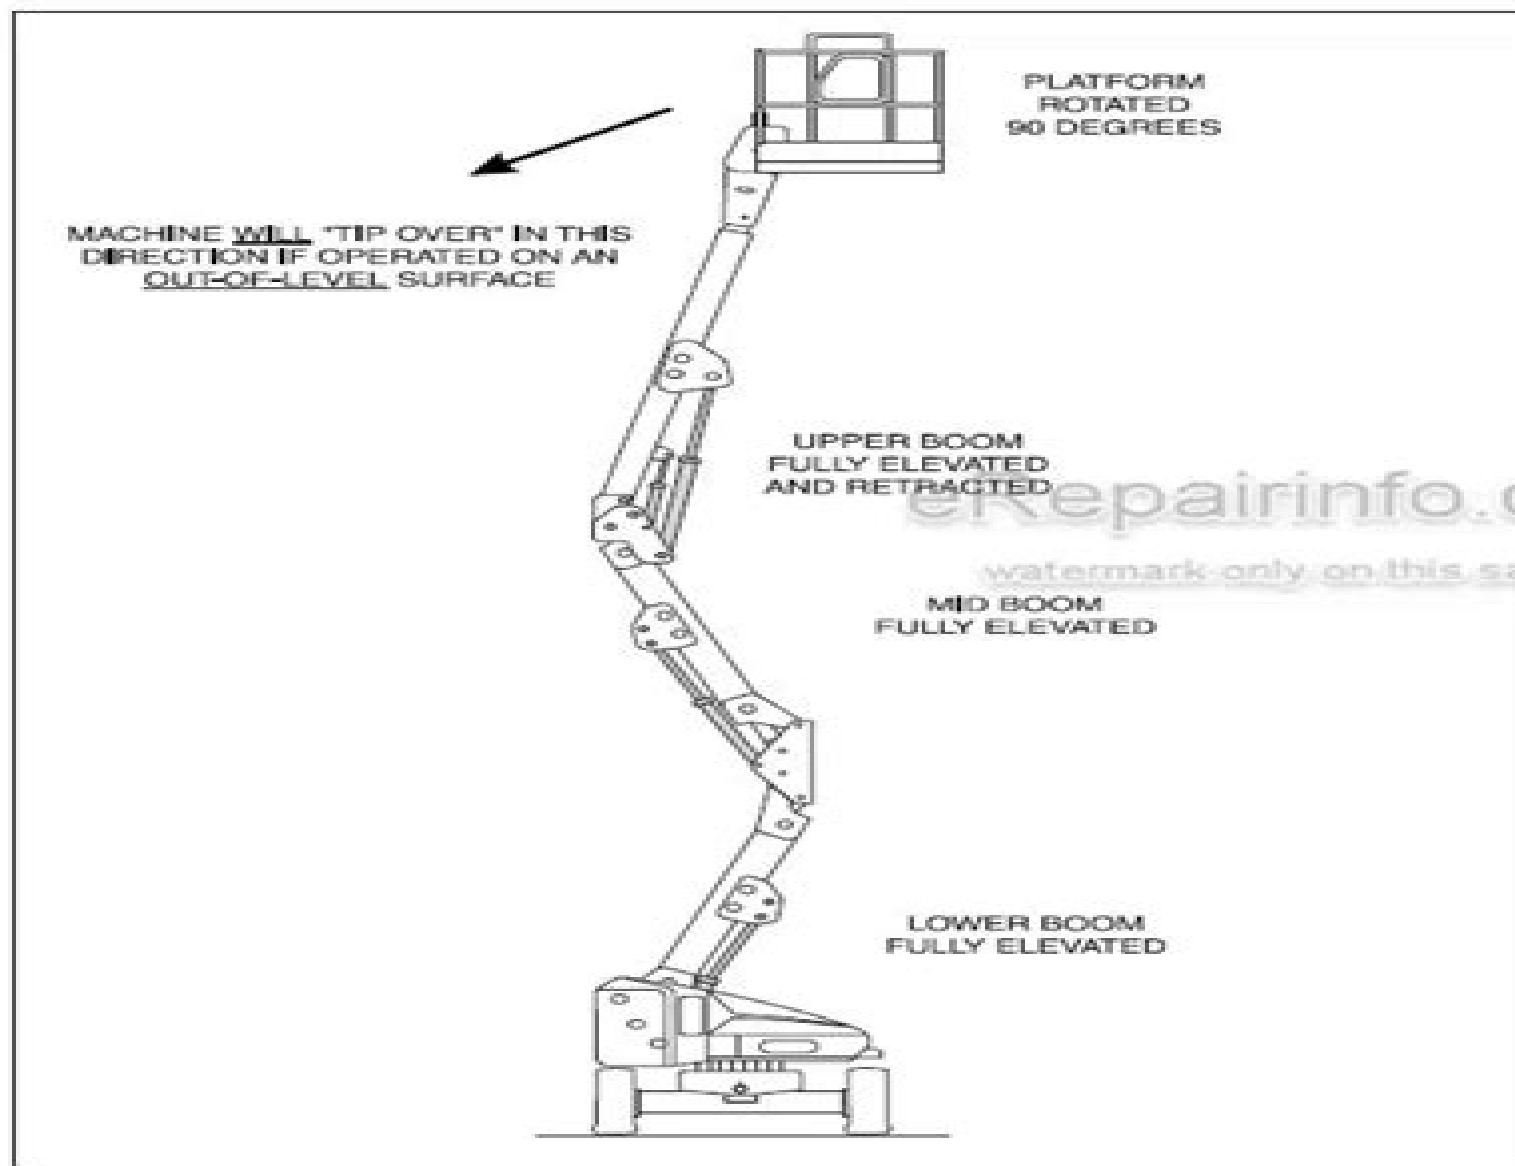 PLATFORM
ROTATED
90 DEGREES
MACHINE WILL "TIP OVER" IN THIS
DIRECTION IF OPERATED ON AN
OUT-OF-LEVEL SURFACE
UPPER BOOM
FULLY ELEVATED
AND RETRACTED
eRepairinfo.c
watermark only on this sa
MID BOOM
FULLY ELEVATED
LOWER BOOM
FULLY ELEVATED